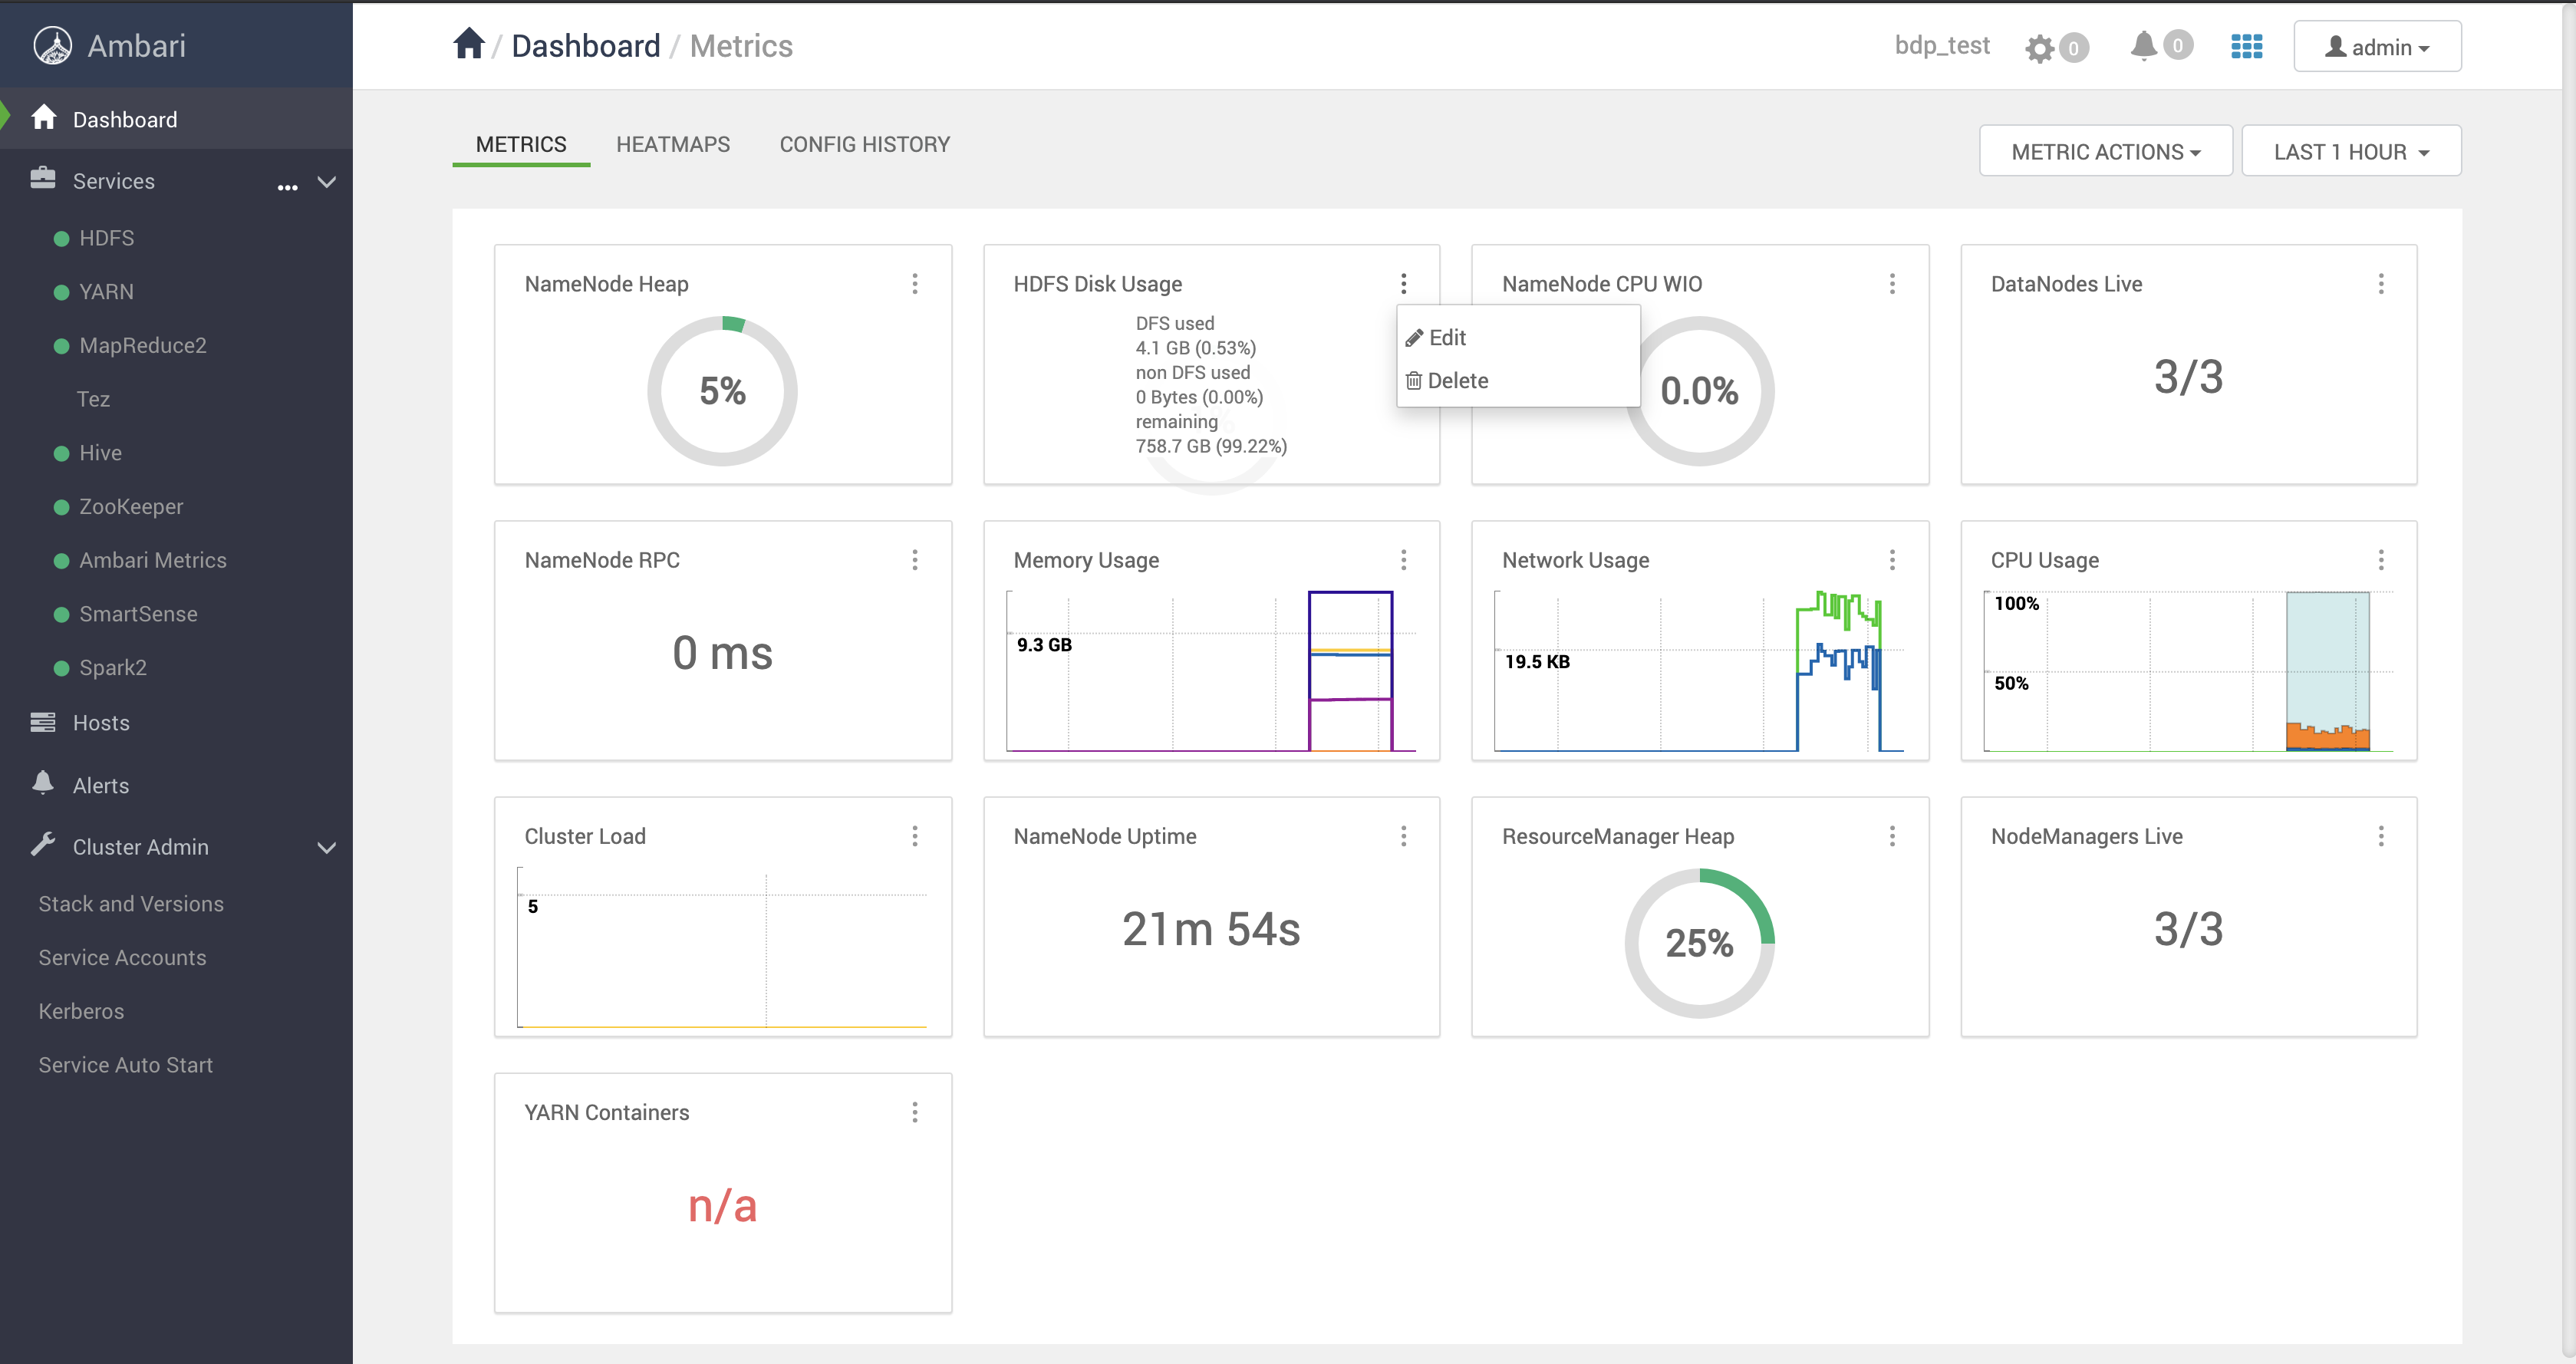 Ambari
Dashboard / Metrics
bdp_test
0
0
admin
Dashboard
Services
...
HDFS
YARN
MapReduce2
Tez
Hive
ZooKeeper
Ambari Metrics
SmartSense
Spark2
Hosts
Alerts
Cluster Admin
Stack and Versions
Service Accounts
Kerberos
Service Auto Start
METRICS
HEATMAPS
CONFIG HISTORY
METRIC ACTIONS
LAST 1 HOUR
NameNode Heap
5%
HDFS Disk Usage
DFS used
4.1 GB (0.53%)
non DFS used
0 Bytes (0.00%)
remaining
758.7 GB (99.22%)
Edit
Delete
NameNode CPU WIO
0.0%
DataNodes Live
3/3
NameNode RPC
0 ms
Memory Usage
9.3 GB
Network Usage
19.5 KB
CPU Usage
100%
50%
Cluster Load
5
NameNode Uptime
21m 54s
ResourceManager Heap
25%
NodeManagers Live
3/3
YARN Containers
n/a